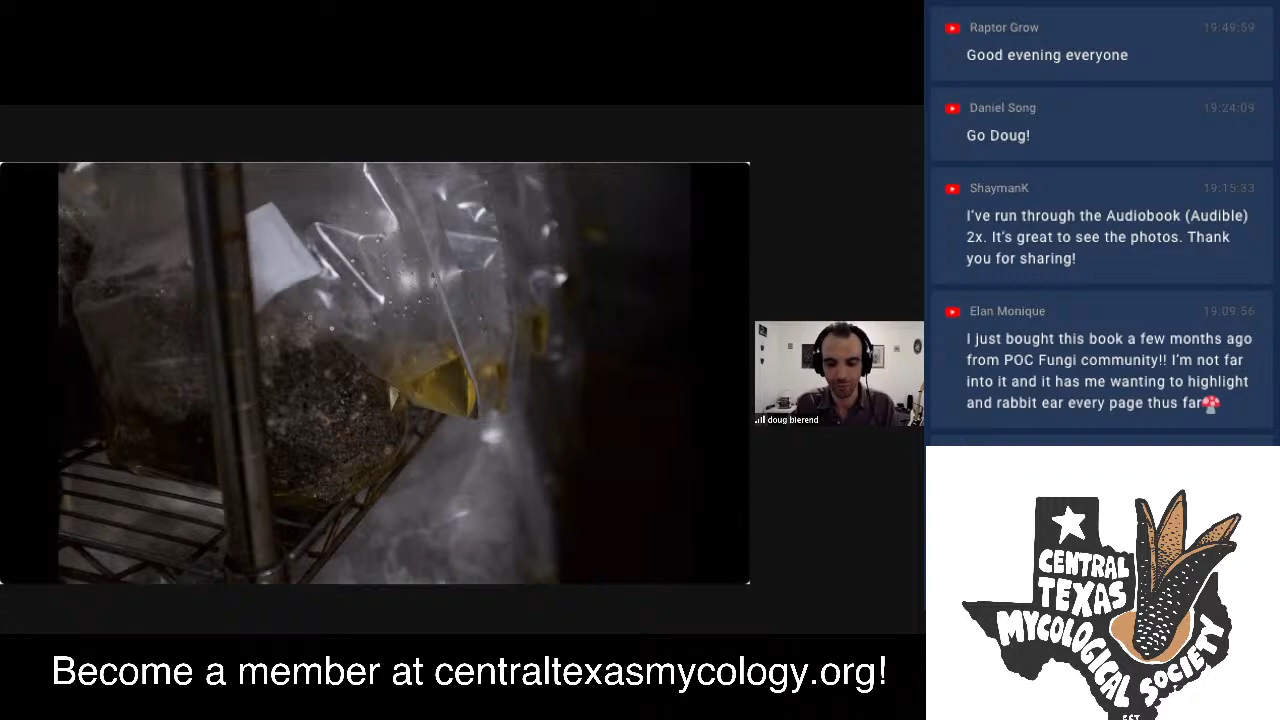 Raptor Grow 19:49:59
Good evening everyone
Daniel Song 19:24:09
Go Doug!
ShaymanK 19:15:33
I've run through the Audiobook (Audible)
2x. It's great to see the photos. Thank
you for sharing!
Elan Monique 19:09:56
I just bought this book a few months ago
from POC Fungi community!! I'm not far
into it and it has me wanting to highlight
and rabbit ear every page thus far🍄
doug bierend
CENTRAL
TEXAS
MYCOLOGICAL
SOCIETY
EST
Become a member at centraltexasmycology.org!